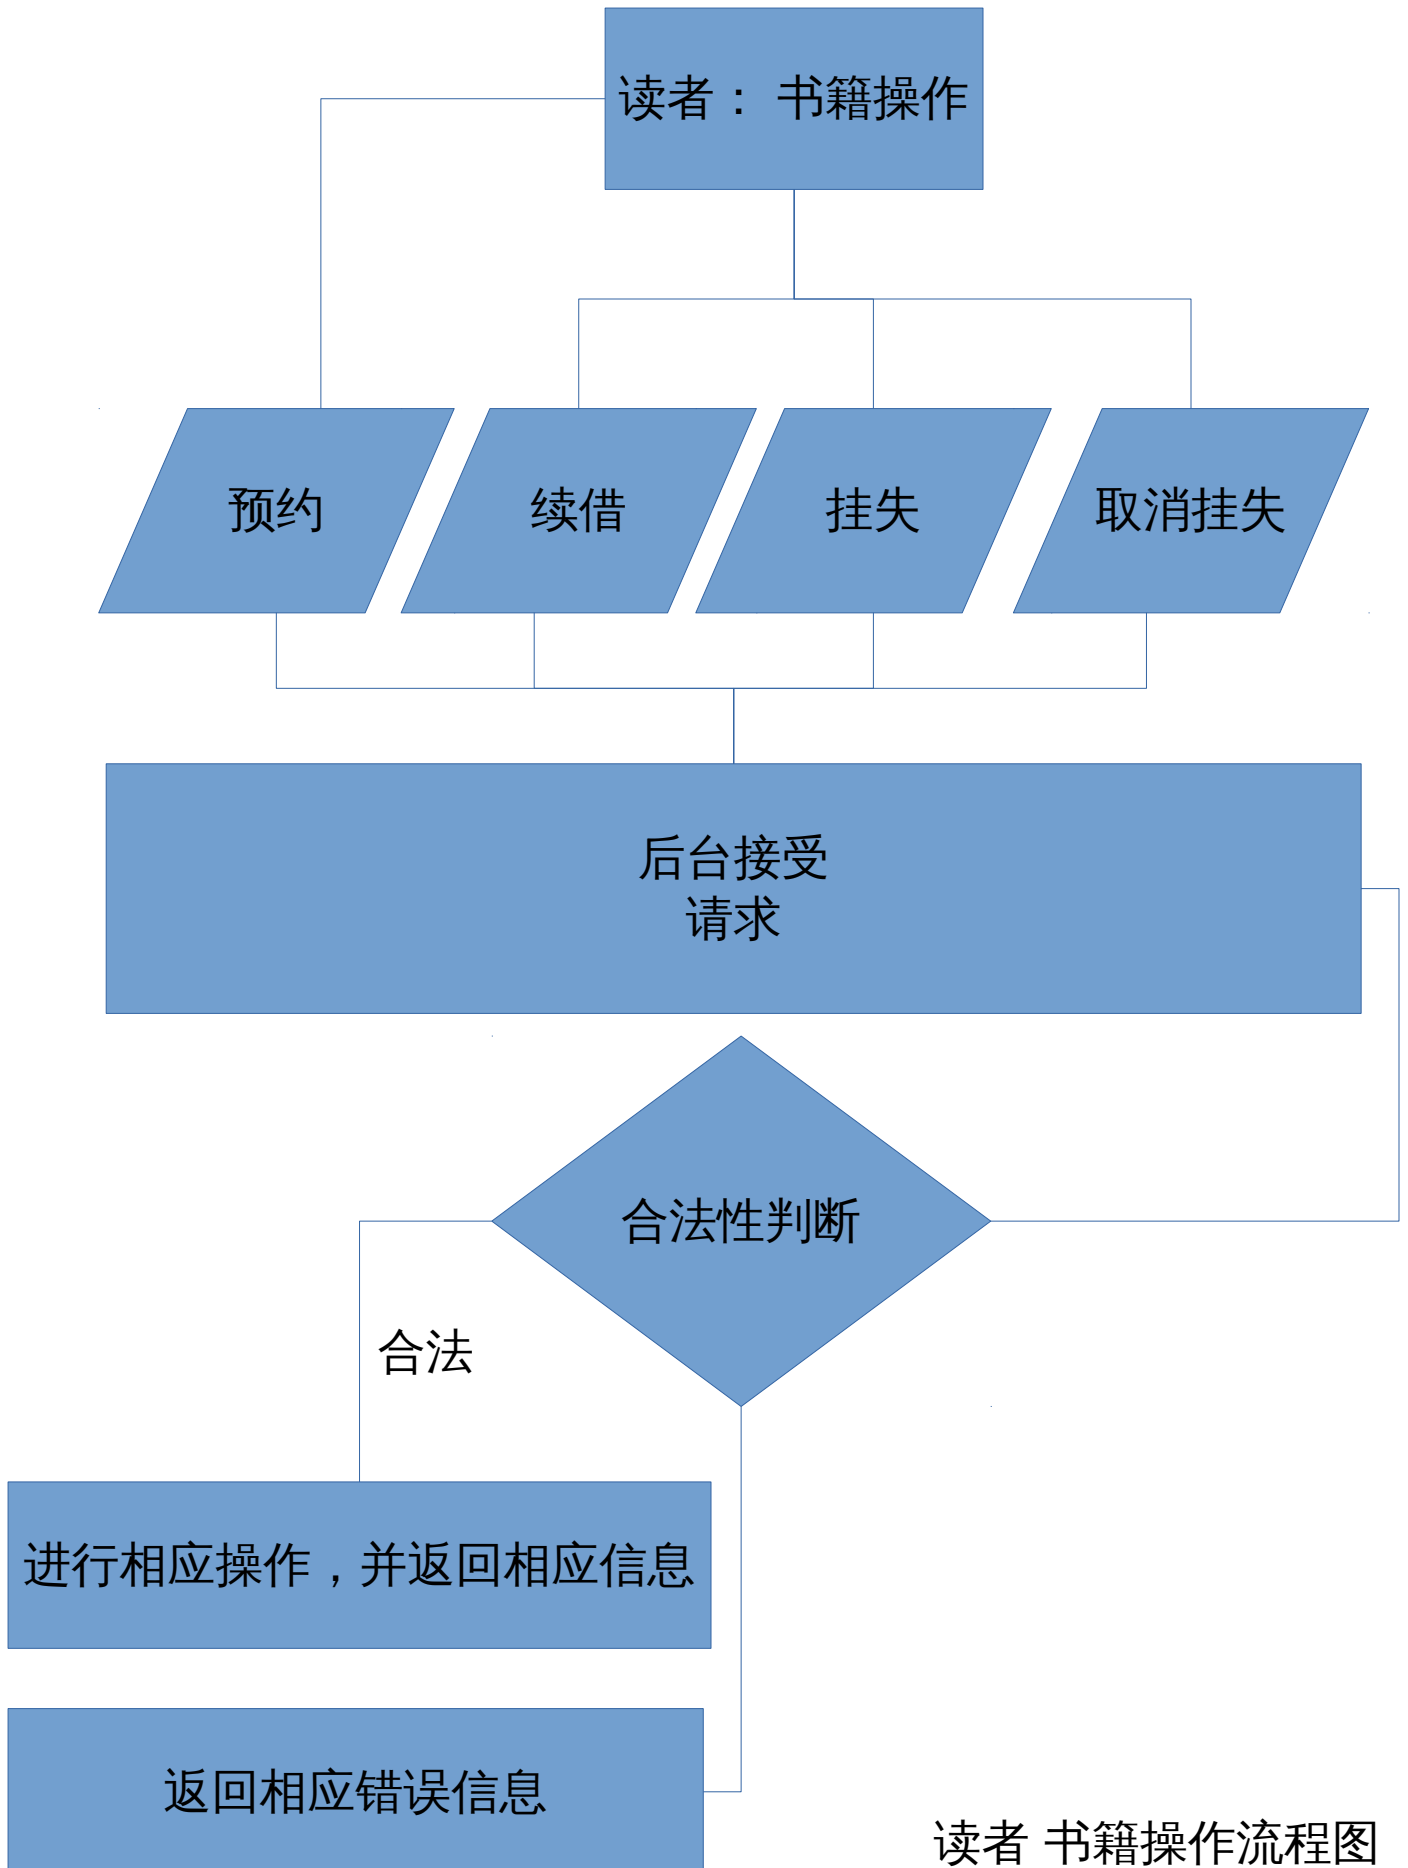 读者： 书籍操作
预约
续借
挂失
取消挂失
后台接受
请求
合法性判断
合法
进行相应操作，并返回相应信息
返回相应错误信息
读者 书籍操作流程图